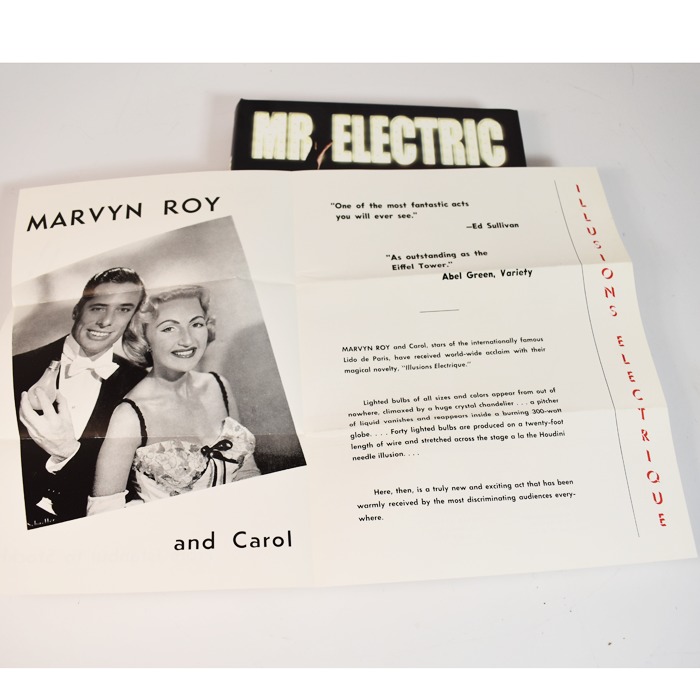 MR ELECTRIC
MARVYN ROY
and Carol
"One of the most fantastic acts
you will ever see."
—Ed Sullivan
"As outstanding as the
Eiffel Tower."
Abel Green, Variety
MARVYN ROY and Carol, stars of the internationally famous
Lido de Paris, have received world-wide acclaim with their
magical novelty, "Illusions Electrique."
Lighted bulbs of all sizes and colors appear from out of
nowhere, climaxed by a huge crystal chandelier . . . a pitcher
of liquid vanishes and reappears inside a burning 300-watt
globe. . . . Forty lighted bulbs are produced on a twenty-foot
length of wire and stretched across the stage a la the Houdini
needle illusion. . . .
Here, then, is a truly new and exciting act that has been
warmly received by the most discriminating audiences every-
where.
ILLUSIONS ELECTRIQUE